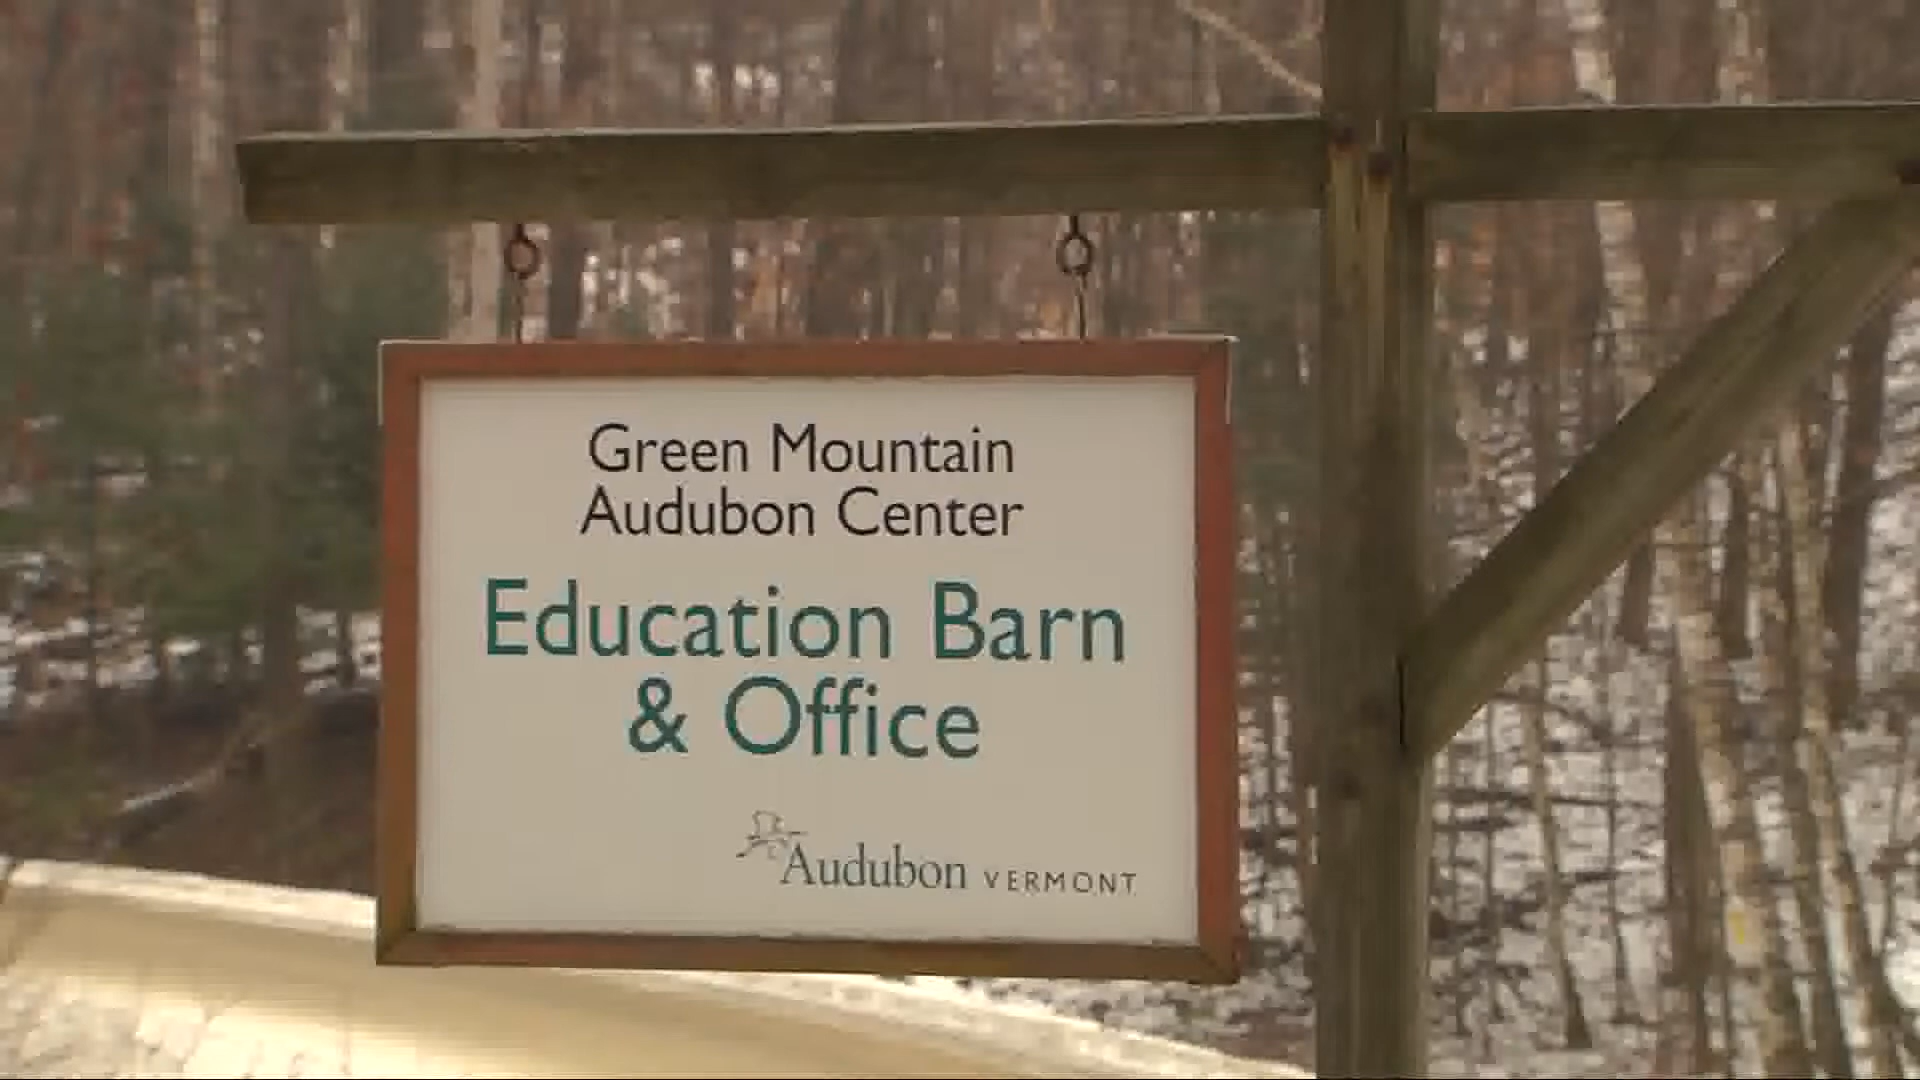 Green Mountain
Audubon Center
Education Barn
& Office
Audubon VERMONT